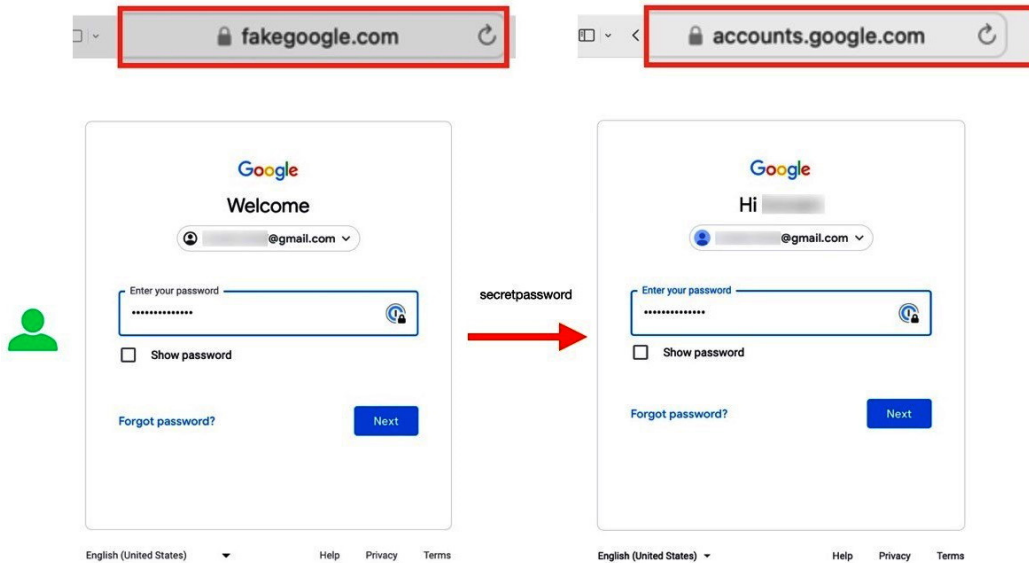 fakegoogle.com
accounts.google.com
Google
Welcome
@gmail.com
Enter your password
••••••••••••••
Show password
Forgot password?
Next
English (United States)
Help Privacy Terms
secretpassword
Google
Hi
@gmail.com
Enter your password
••••••••••••••
Show password
Forgot password?
Next
English (United States)
Help Privacy Terms